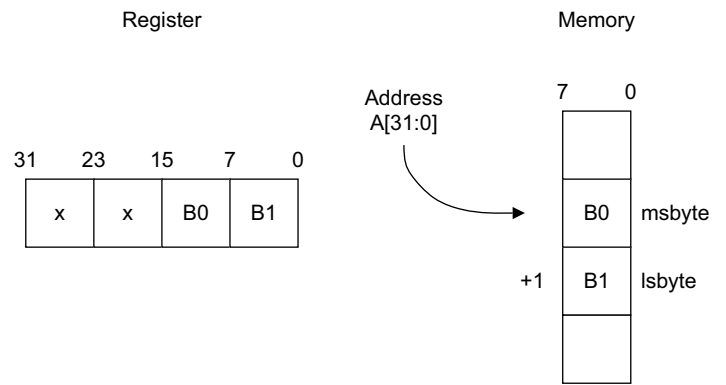 Register
Memory
Address
A[31:0]
7 0
31 23 15 7 0
x x B0 B1
B0 msbyte
+1 B1 lsbyte